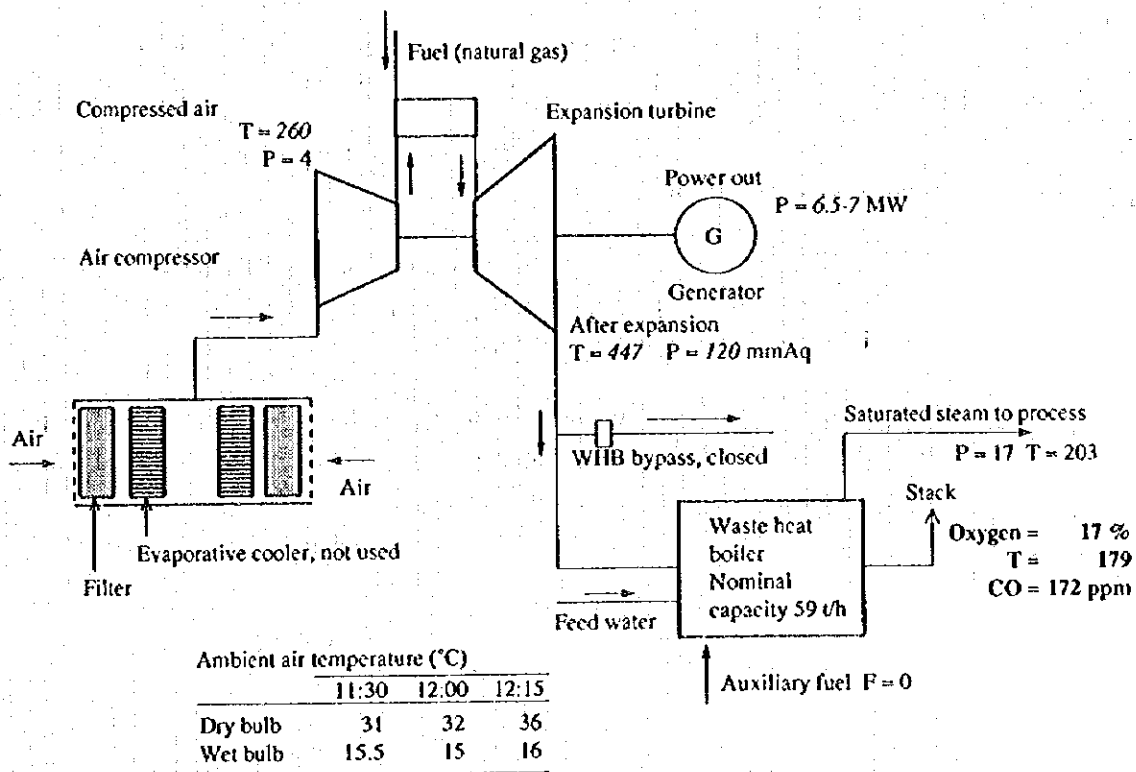 Fuel (natural gas)
Compressed air
Expansion turbine
T = 260
P = 4
Power out
P = 6.5-7 MW
G
Air compressor
Generator
After expansion
T = 447 P = 120 mmAq
Saturated steam to process
P = 17 T = 203
Air
WHB bypass, closed
Air
Stack
Waste heat
boiler
Nominal
capacity 59 t/h
Oxygen = 17 %
T = 179
CO = 172 ppm
Evaporative cooler, not used
Filter
Feed water
Auxiliary fuel F = 0
Ambient air temperature (°C)
11:30 12:00 12:15
Dry bulb 31 32 36
Wet bulb 15.5 15 16